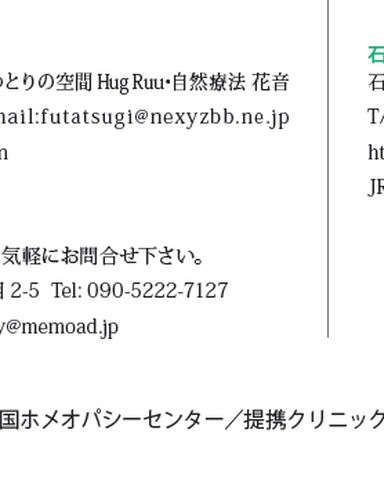 とりの空間 Hug Ruu・自然療法 花音
mail:futatsugi@nexyzbb.ne.jp
m
気軽にお問合せ下さい。
目 2-5 Tel: 090-5222-7127
y@memoad.jp
石
石
T/
ht
JR
国ホメオパシーセンター／提携クリニック